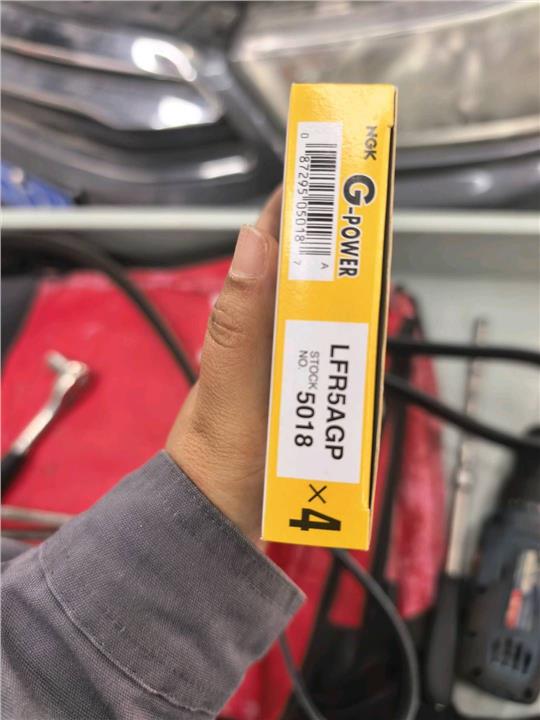 NGK
G-POWER
A
0 87295 05018 7
LFR5AGP
STOCK
NO. 5018
×4